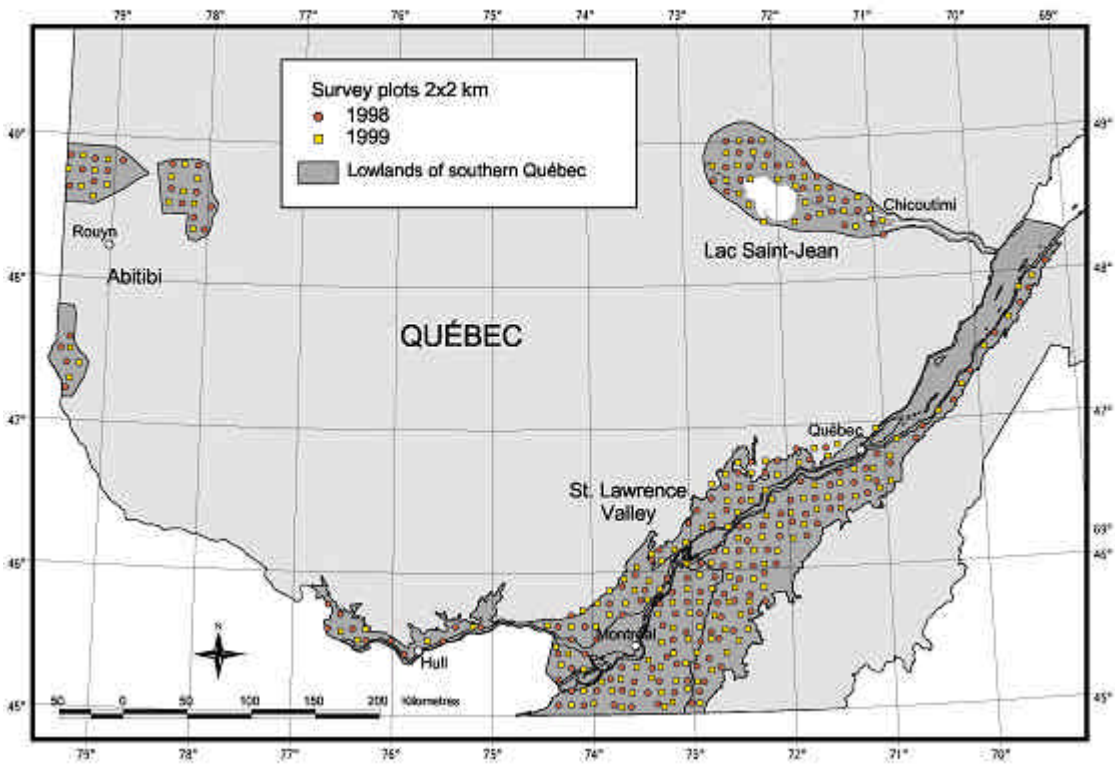 79° 78° 77° 76° 75° 74° 73° 72° 71° 70° 69°
Survey plots 2x2 km
1998
1999
Lowlands of southern Québec
49° 49°
Chicoutimi
Rouyn
Lac Saint-Jean
Abitibi
48° 48°
QUÉBEC
47° 47°
Québec
St. Lawrence
Valley
69°
46° 46°
N
Montréal
Hull
50 0 50 100 150 200 Kilometres
45° 45°
79° 78° 77° 76° 75° 74° 73° 72° 71° 70°